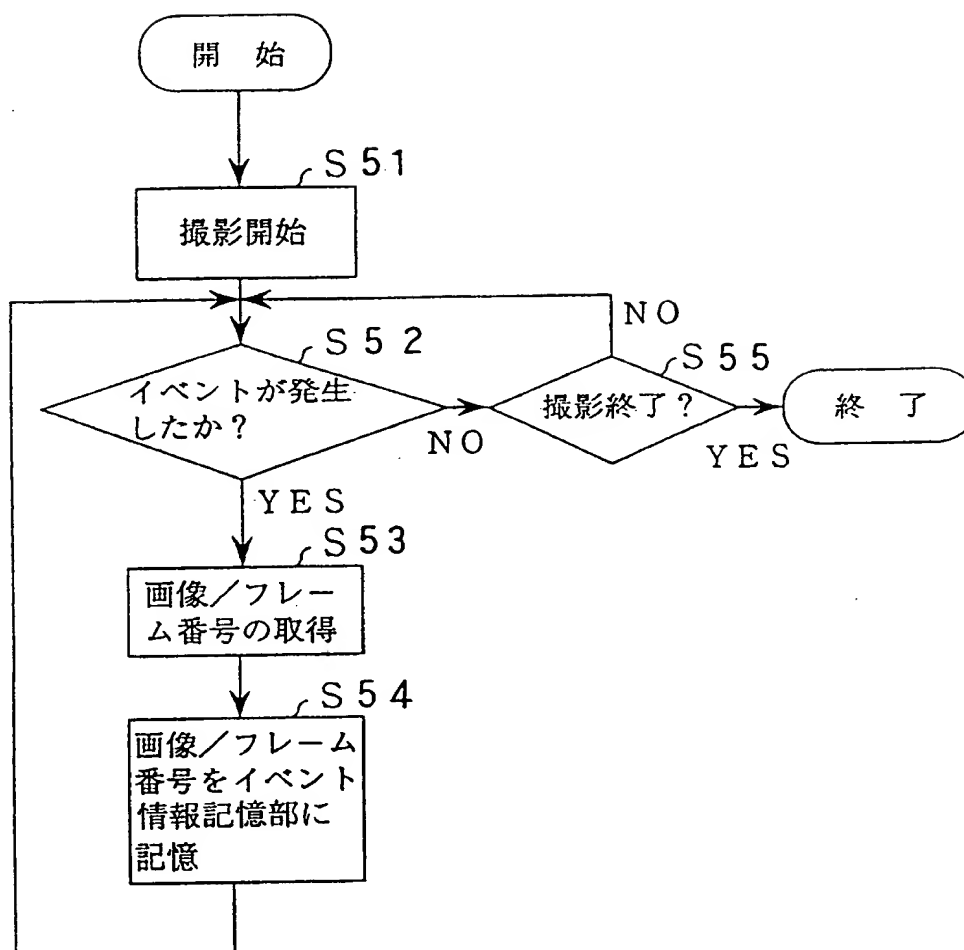 開 始
S51
撮影開始
NO
S52
S55
イベントが発生
したか?
撮影終了?
終 了
NO
YES
YES
S53
画像/フレー
ム番号の取得
S54
画像/フレーム
番号をイベント
情報記憶部に
記憶